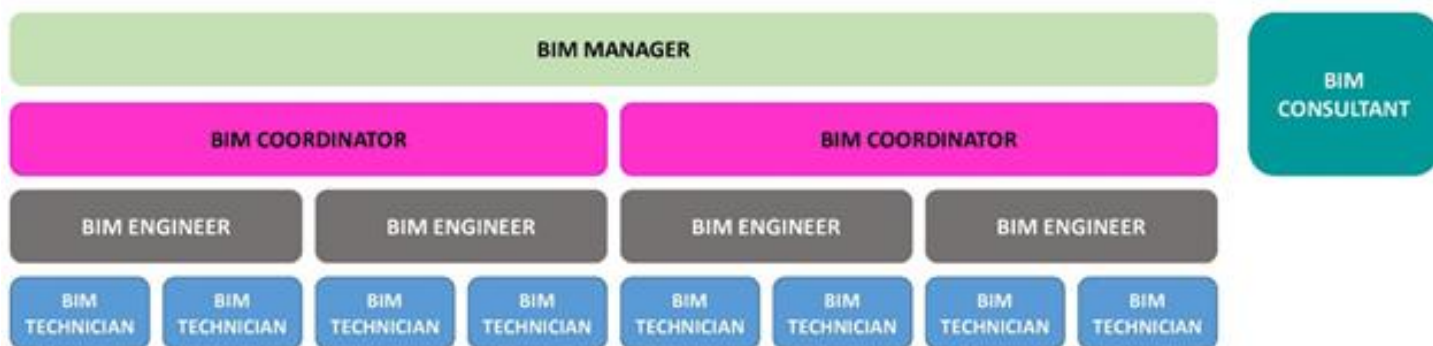 BIM MANAGER
BIM
CONSULTANT
BIM COORDINATOR
BIM COORDINATOR
BIM ENGINEER
BIM ENGINEER
BIM ENGINEER
BIM ENGINEER
BIM
TECHNICIAN
BIM
TECHNICIAN
BIM
TECHNICIAN
BIM
TECHNICIAN
BIM
TECHNICIAN
BIM
TECHNICIAN
BIM
TECHNICIAN
BIM
TECHNICIAN